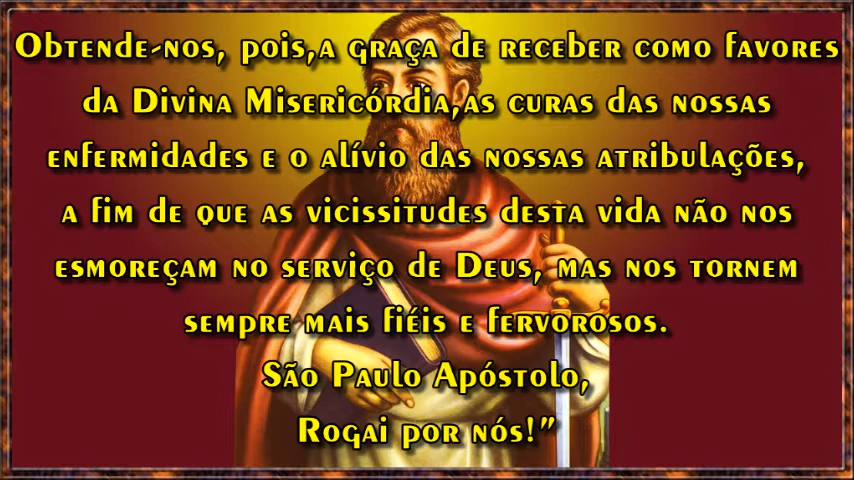 Obtende-nos, pois,a graça de receber como favores
da Divina Misericórdia,as curas das nossas
enfermidades e o alívio das nossas atribulações,
a fim de que as vicissitudes desta vida não nos
esmoreçam no serviço de Deus, mas nos tornem
sempre mais fiéis e fervorosos.
São Paulo Apóstolo,
Rogai por nós!”